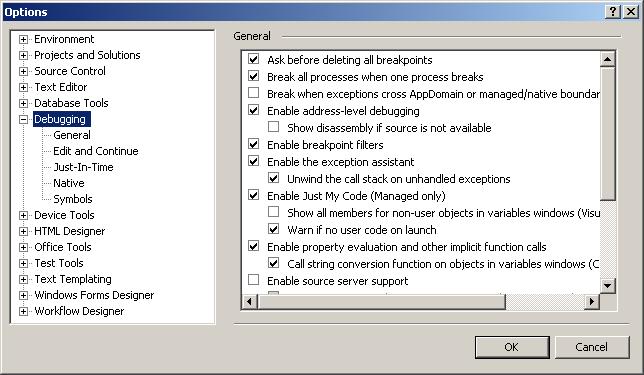 Options
Environment
Projects and Solutions
Source Control
Text Editor
Database Tools
Debugging
General
Edit and Continue
Just-In-Time
Native
Symbols
Device Tools
HTML Designer
Office Tools
Test Tools
Text Templating
Windows Forms Designer
Workflow Designer
General
Ask before deleting all breakpoints
Break all processes when one process breaks
Break when exceptions cross AppDomain or managed/native boundar
Enable address-level debugging
Show disassembly if source is not available
Enable breakpoint filters
Enable the exception assistant
Unwind the call stack on unhandled exceptions
Enable Just My Code (Managed only)
Show all members for non-user objects in variables windows (Visu
Warn if no user code on launch
Enable property evaluation and other implicit function calls
Call string conversion function on objects in variables windows (C
Enable source server support
OK
Cancel